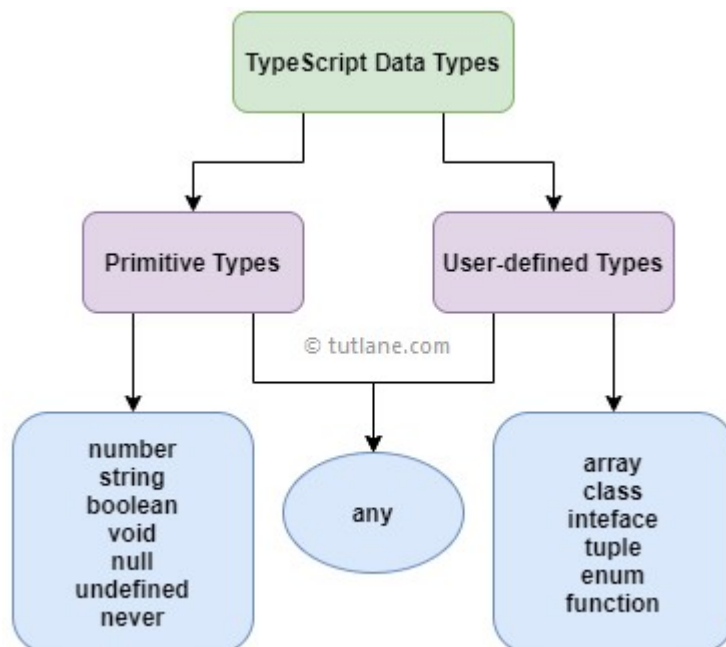 TypeScript Data Types
Primitive Types
User-defined Types
© tutlane.com
number
string
boolean
void
null
undefined
never
any
array
class
inteface
tuple
enum
function